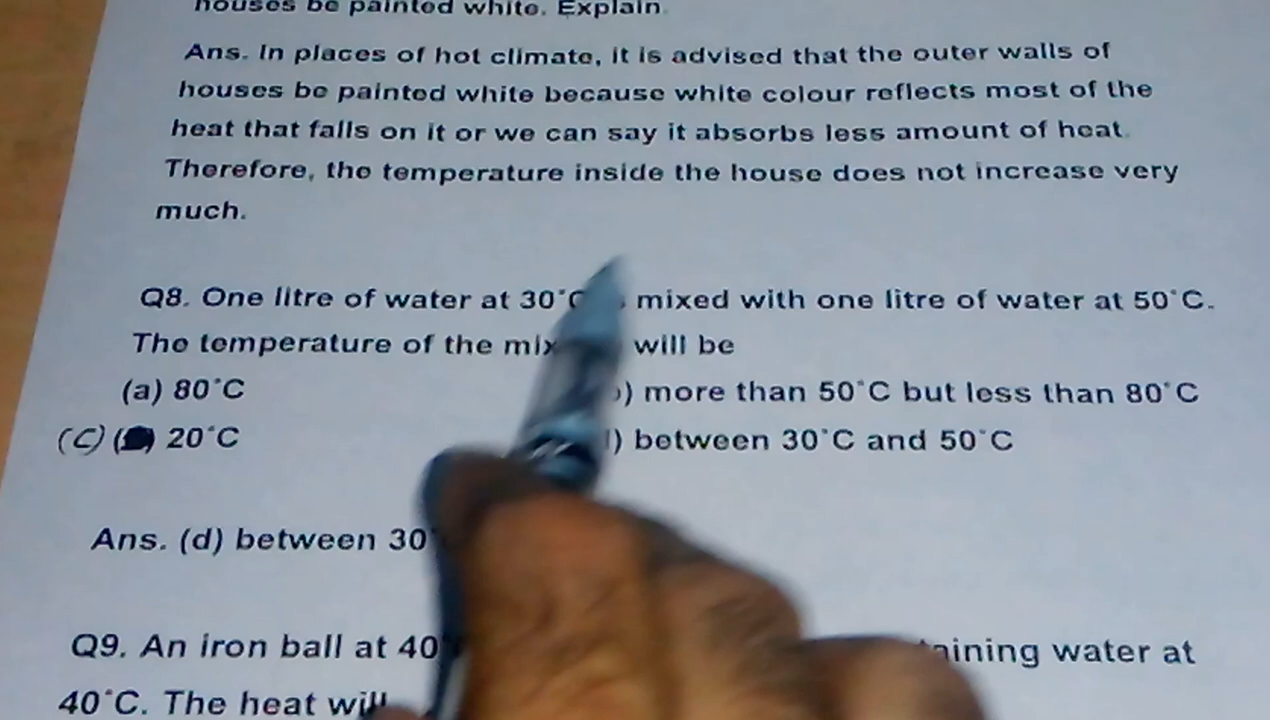 houses be painted white. Explain.
Ans. In places of hot climate, it is advised that the outer walls of
houses be painted white because white colour reflects most of the
heat that falls on it or we can say it absorbs less amount of heat.
Therefore, the temperature inside the house does not increase very
much.
Q8. One litre of water at 30°C mixed with one litre of water at 50°C.
The temperature of the will be
(a) 80°C ) more than 50°C but less than 80°C
(C) 20°C ) between 30°C and 50°C
Ans. (d) between 30
Q9. An iron ball at 40 water at
40°C. The heat will